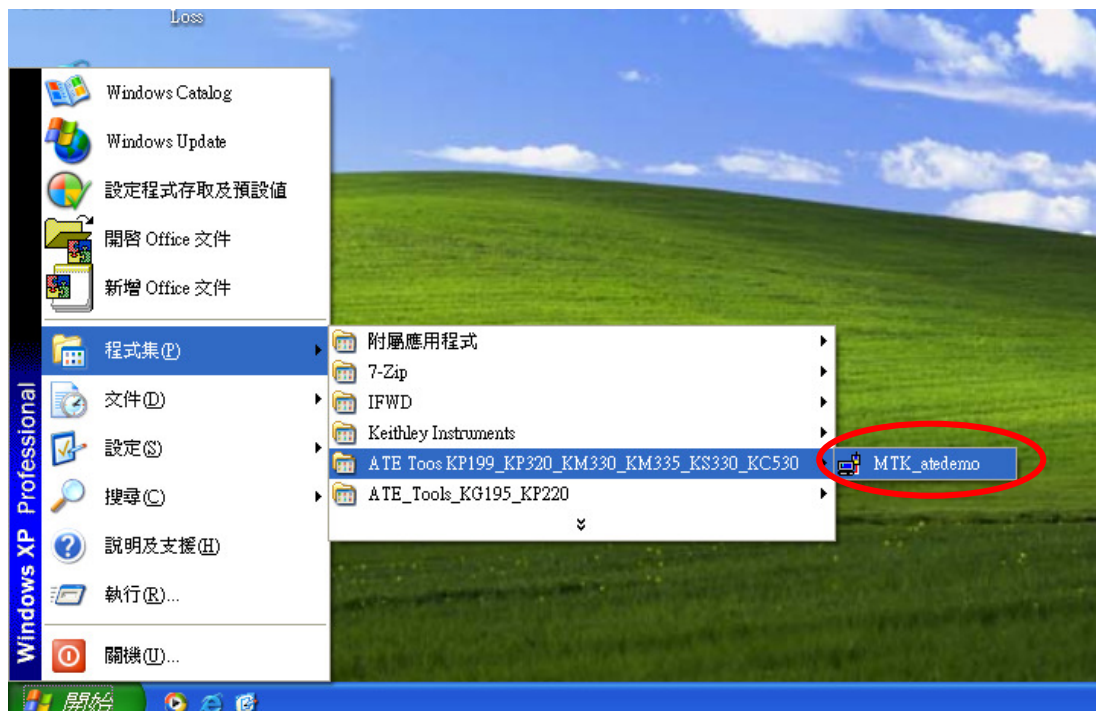 Loss
Windows Catalog
Windows Update
設定程式存取及預設值
開啓 Office 文件
新增 Office 文件
程式集(P)
文件(D)
設定(S)
搜尋(C)
說明及支援(H)
執行(R)...
關機(U)...
Windows XP Professional
附屬應用程式
7-Zip
IFWD
Keithley Instruments
ATE Toos KP199_KP320_KM330_KM335_KS330_KC530
ATE_Tools_KG195_KP220
MTK_atedemo
開始